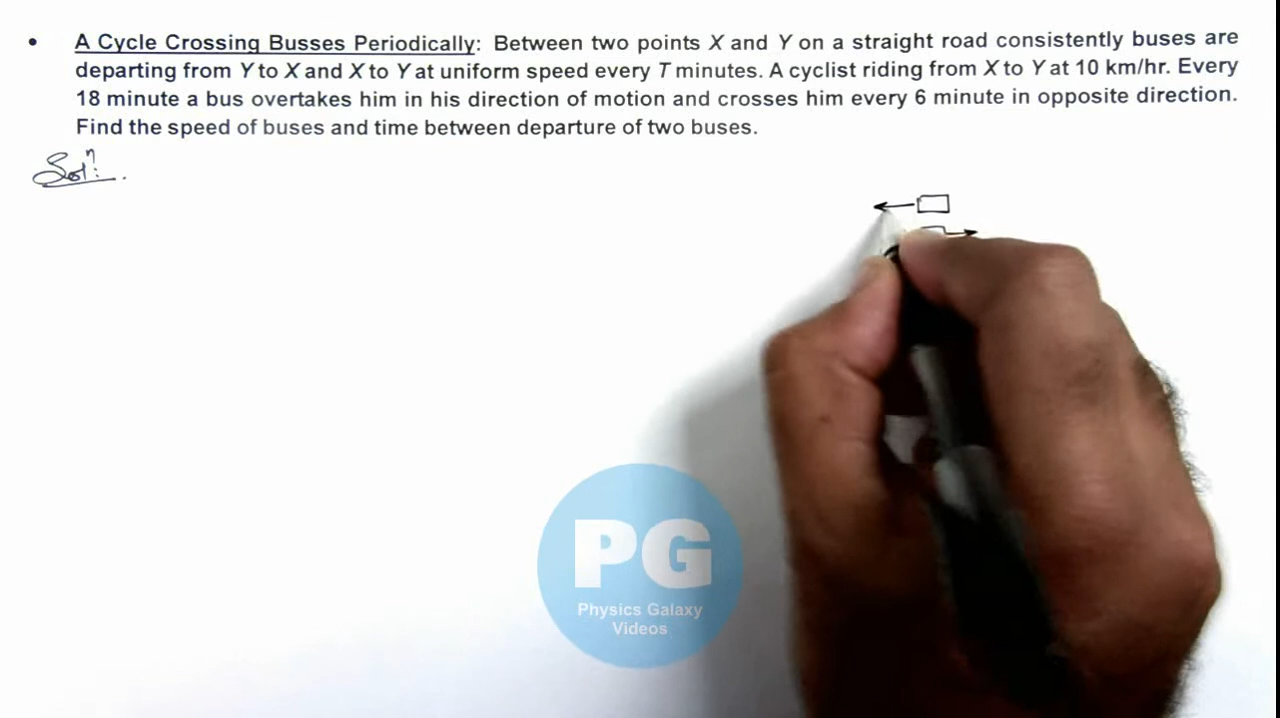 • A Cycle Crossing Busses Periodically: Between two points X and Y on a straight road consistently buses are
departing from Y to X and X to Y at uniform speed every T minutes. A cyclist riding from X to Y at 10 km/hr. Every
18 minute a bus overtakes him in his direction of motion and crosses him every 6 minute in opposite direction.
Find the speed of buses and time between departure of two buses.
Solⁿ:.
PG
Physics Galaxy
Videos